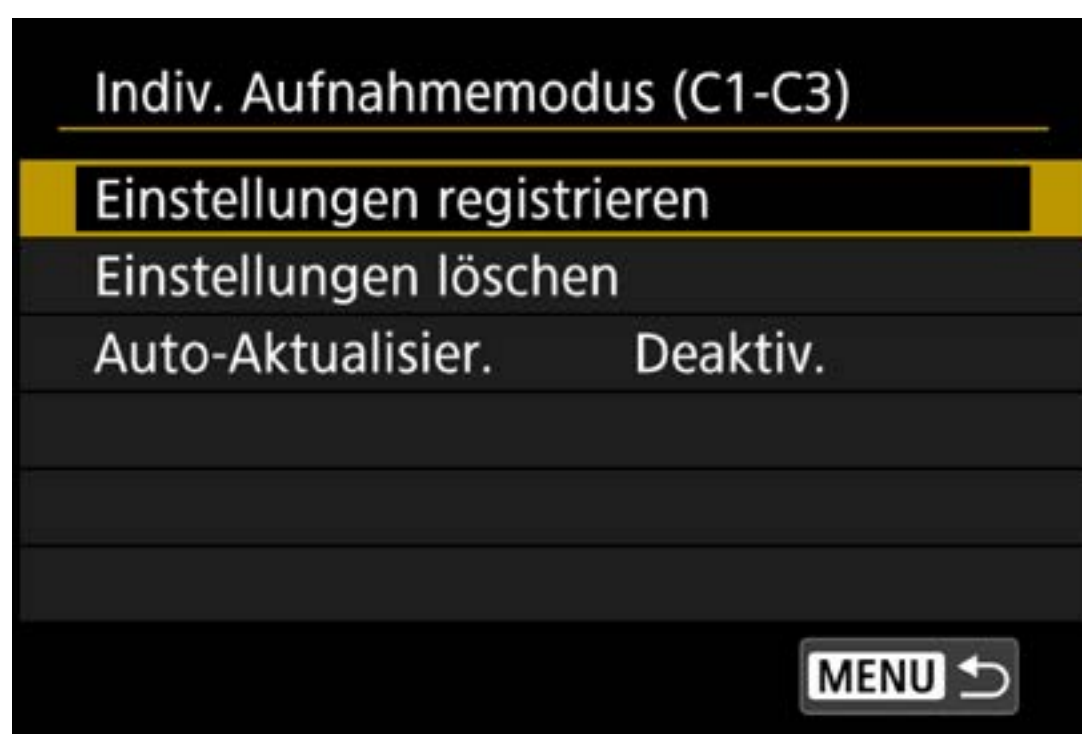 Indiv. Aufnahmemodus (C1-C3)
Einstellungen registrieren
Einstellungen löschen
Auto-Aktualisier. Deaktiv.
MENU